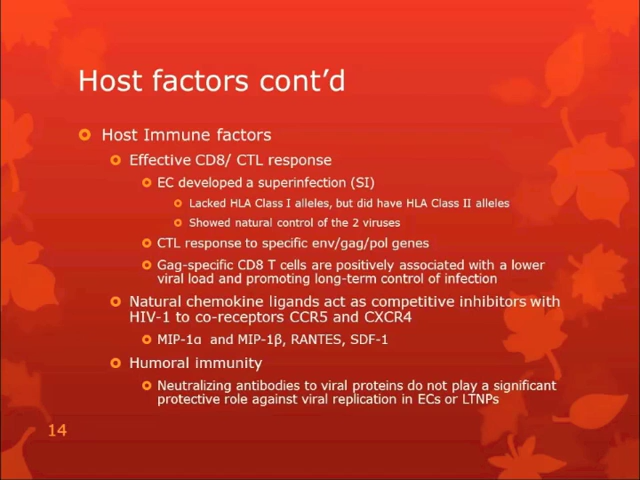 Host factors cont’d
Host Immune factors
Effective CD8/ CTL response
EC developed a superinfection (SI)
Lacked HLA Class I alleles, but did have HLA Class II alleles
Showed natural control of the 2 viruses
CTL response to specific env/gag/pol genes
Gag-specific CD8 T cells are positively associated with a lower
viral load and promoting long-term control of infection
Natural chemokine ligands act as competitive inhibitors with
HIV-1 to co-receptors CCR5 and CXCR4
MIP-1α  and MIP-1β, RANTES, SDF-1
Humoral immunity
Neutralizing antibodies to viral proteins do not play a significant
protective role against viral replication in ECs or LTNPs
14